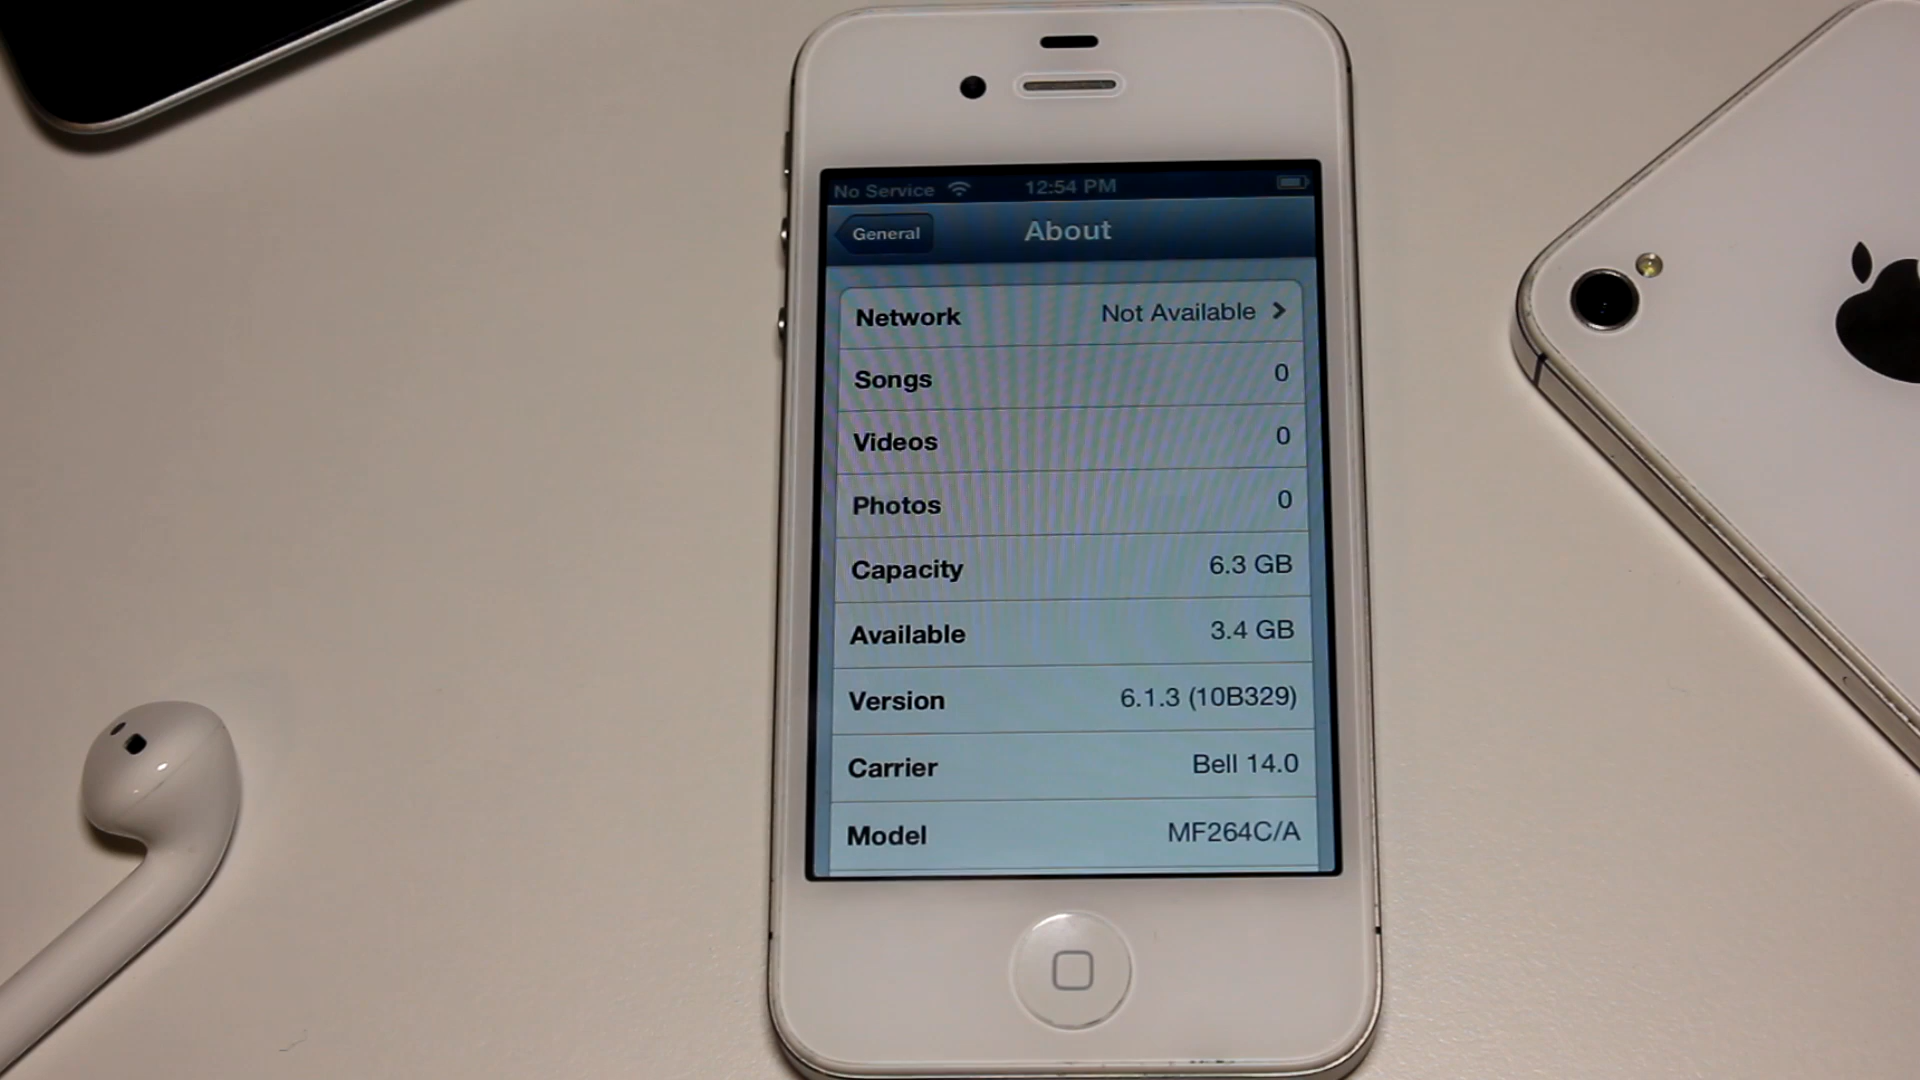 No Service 12:54 PM
General About
Network Not Available
Songs 0
Videos 0
Photos 0
Capacity 6.3 GB
Available 3.4 GB
Version 6.1.3 (10B329)
Carrier Bell 14.0
Model MF264C/A